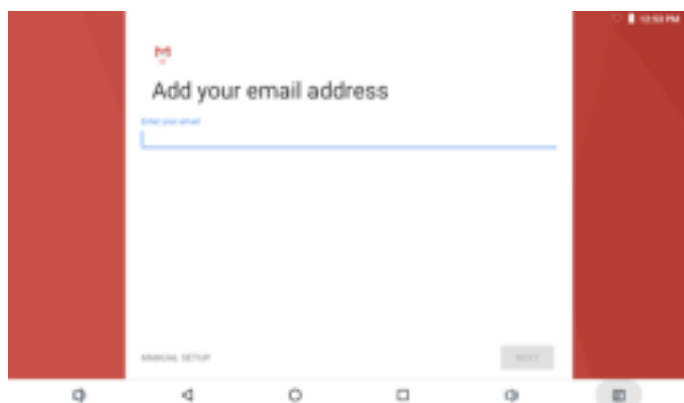 12:53 PM
Add your email address
Enter your email
MANUAL SETUP
NEXT